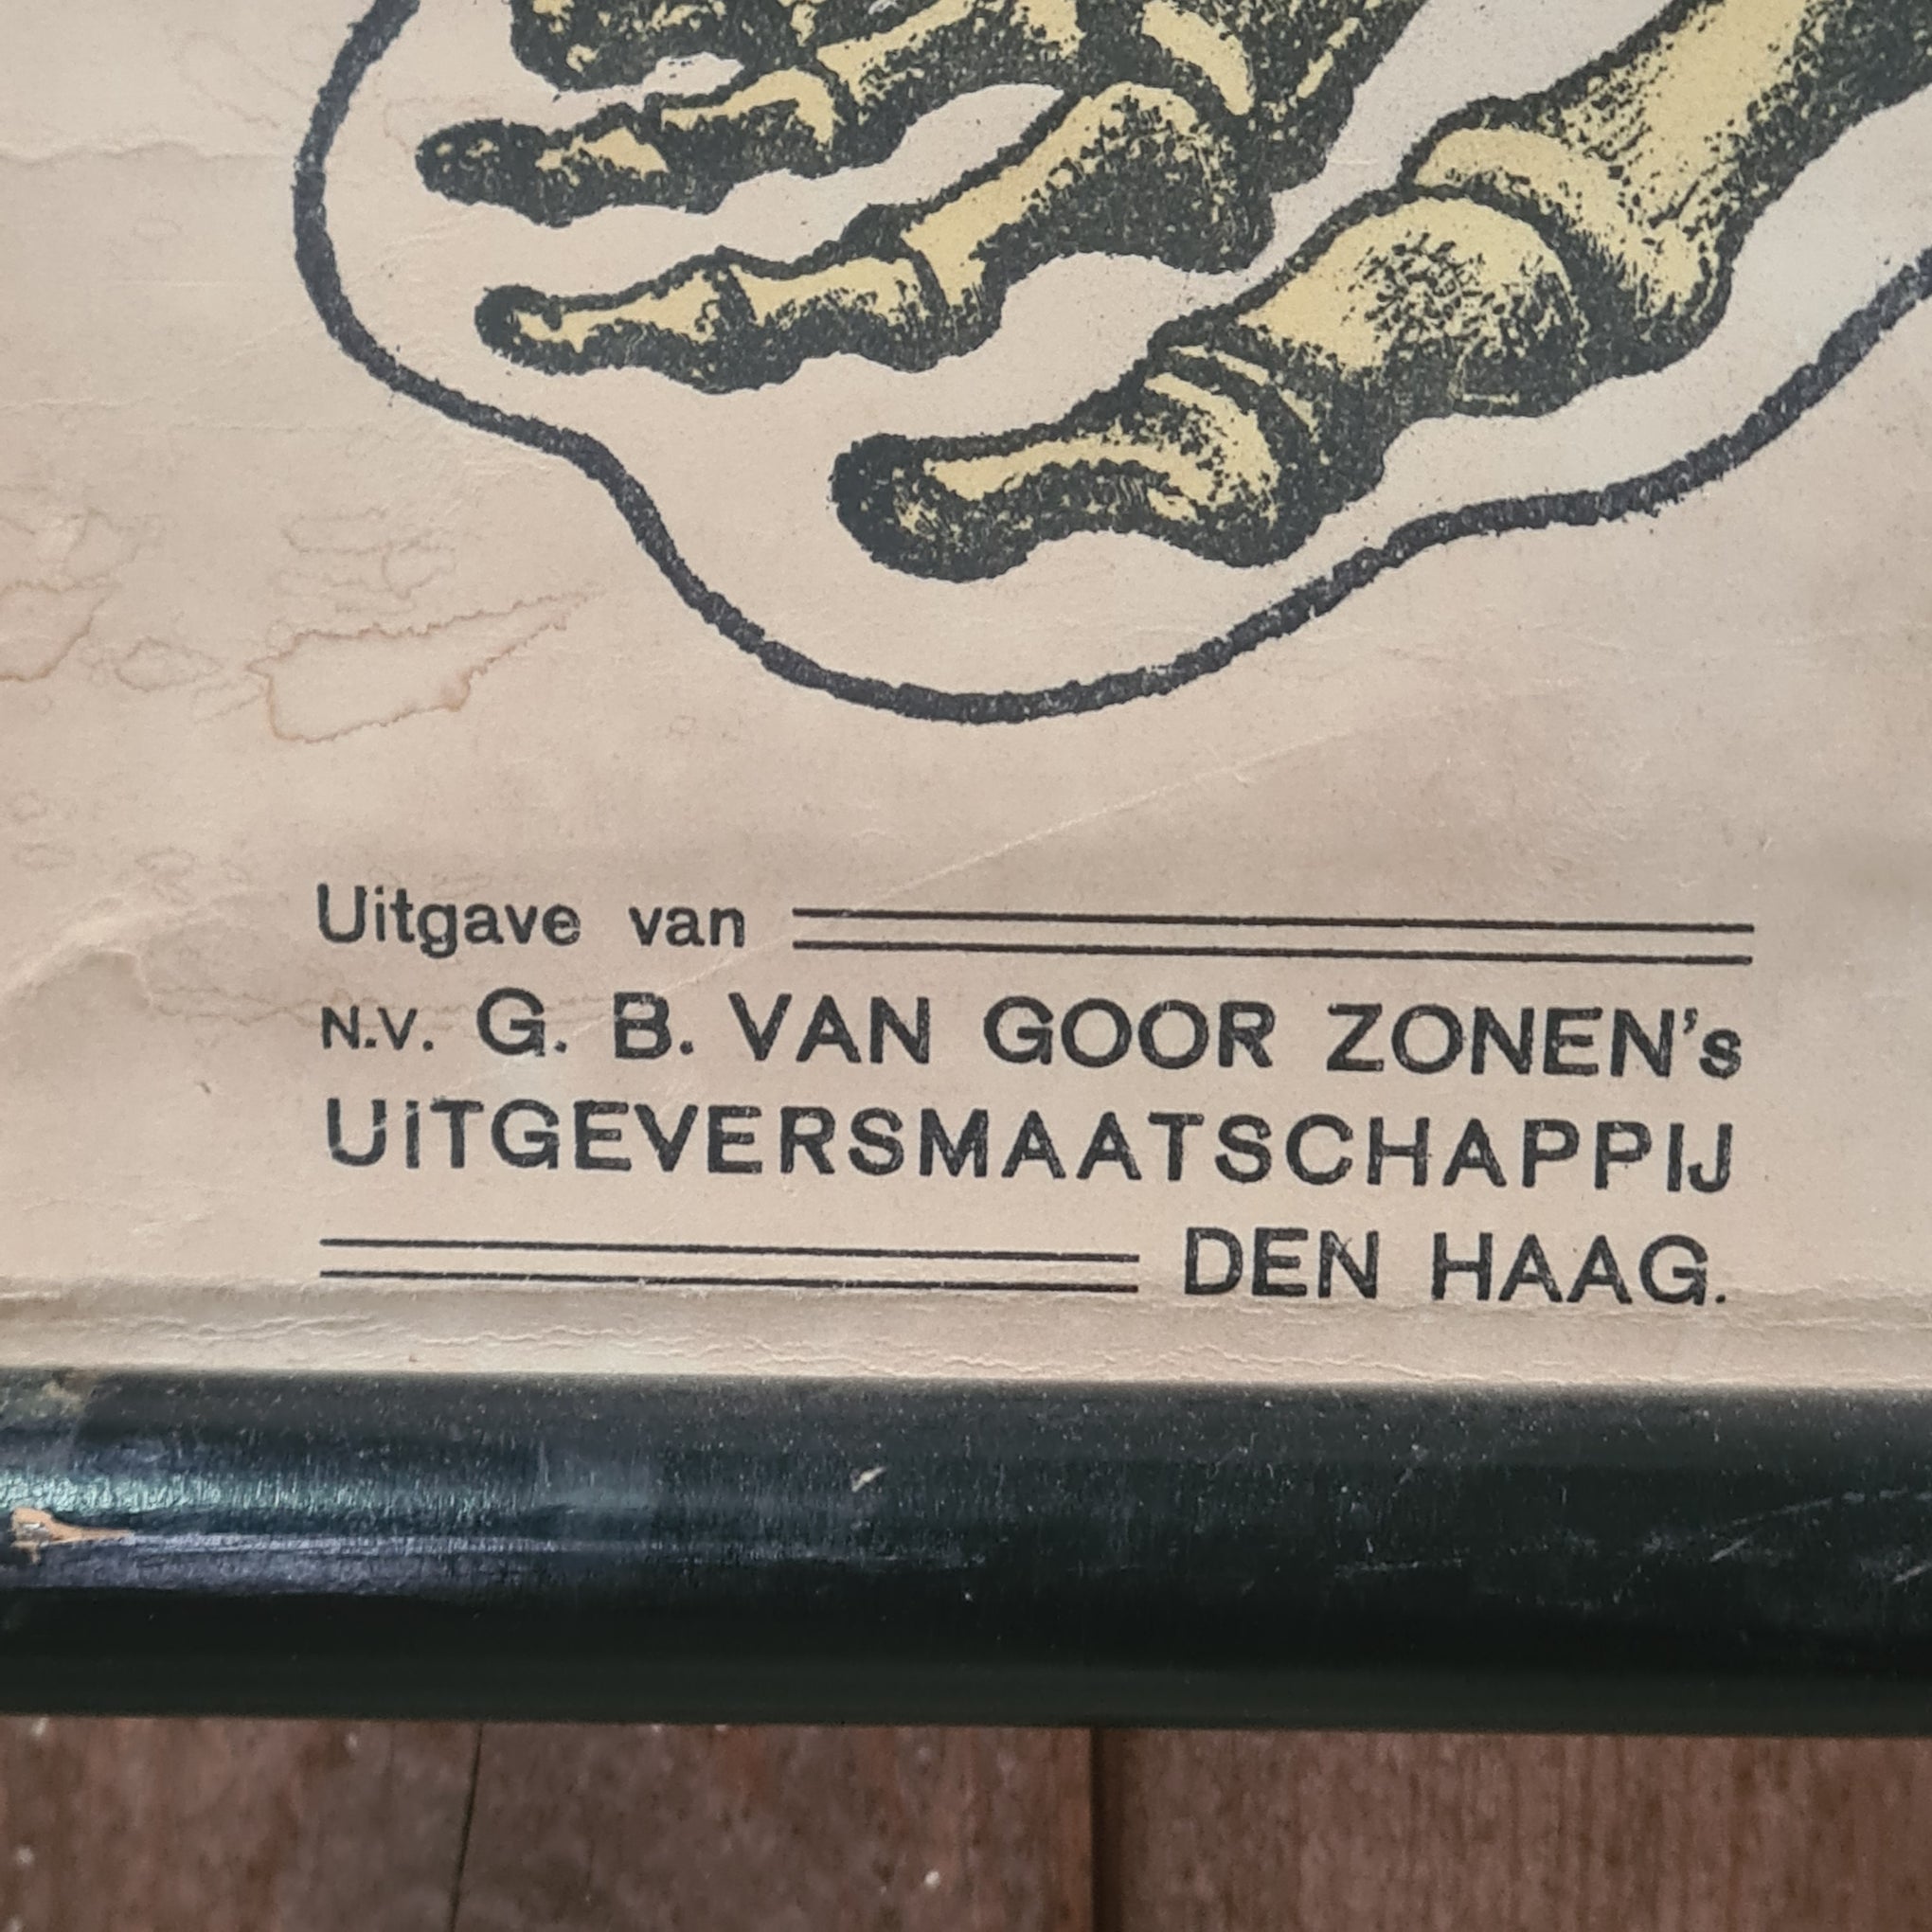 Uitgave van
N.V. G. B. VAN GOOR ZONEN's
UiTGEVERSMAATSCHAPPIJ
DEN HAAG.